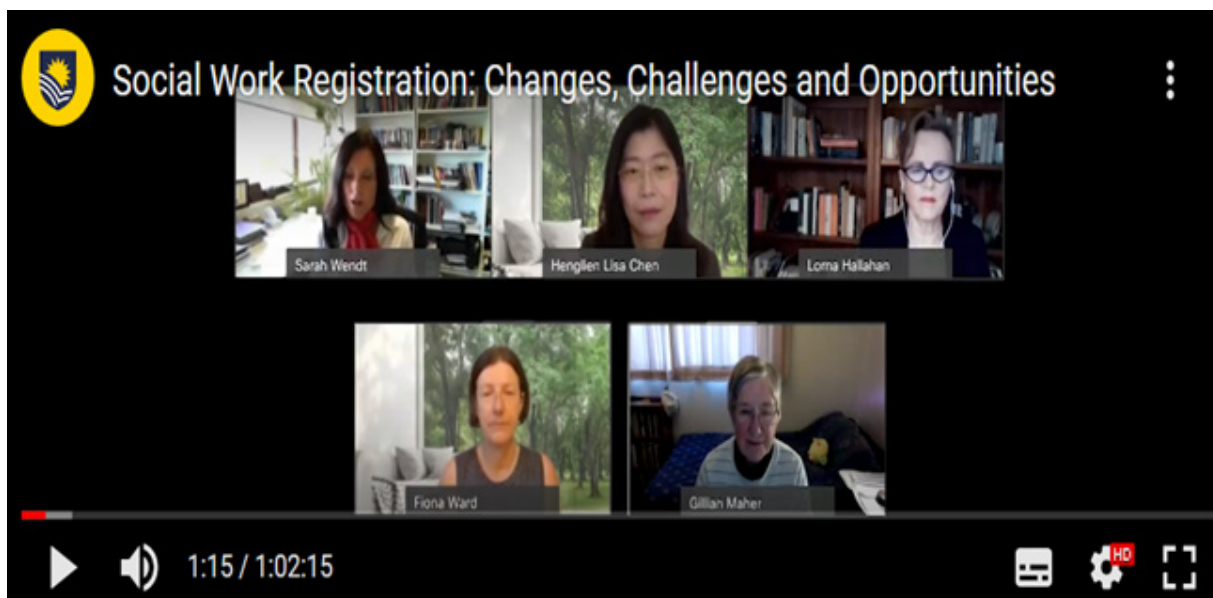 Social Work Registration: Changes, Challenges and Opportunities
Sarah Wendt
Henglien Lisa Chen
Lorna Hallahan
Fiona Ward
Gillian Maher
1:15 / 1:02:15
HD